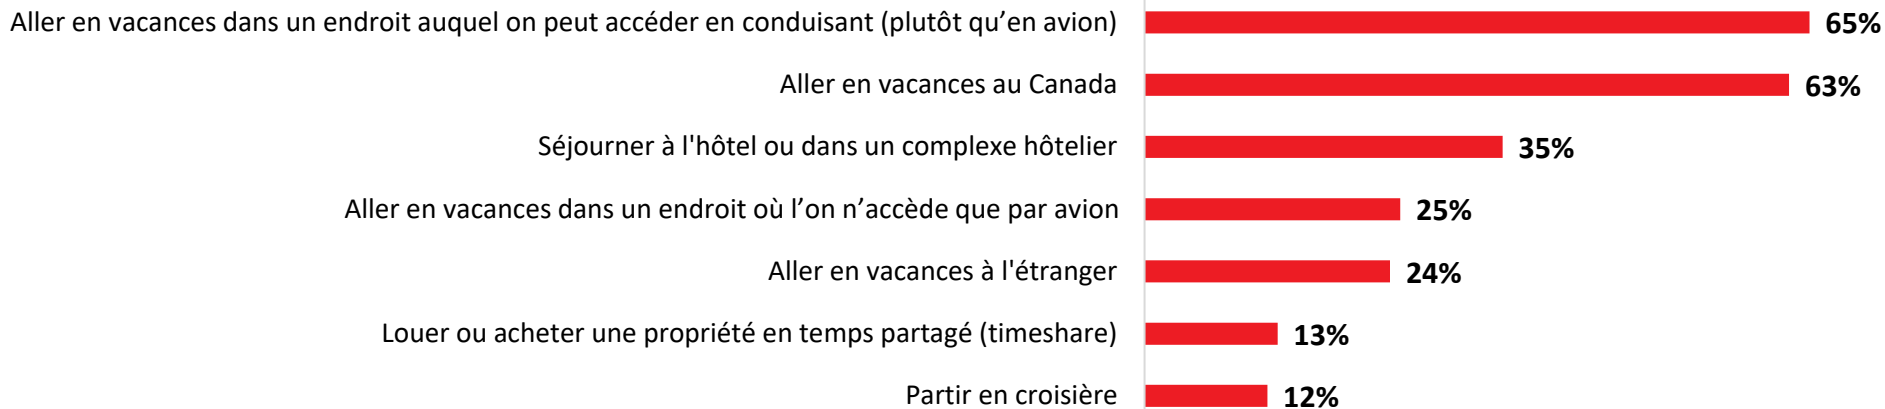 Aller en vacances dans un endroit auquel on peut accéder en conduisant (plutôt qu’en avion) 65%
Aller en vacances au Canada 63%
Séjourner à l'hôtel ou dans un complexe hôtelier 35%
Aller en vacances dans un endroit où l’on n’accède que par avion 25%
Aller en vacances à l'étranger 24%
Louer ou acheter une propriété en temps partagé (timeshare) 13%
Partir en croisière 12%